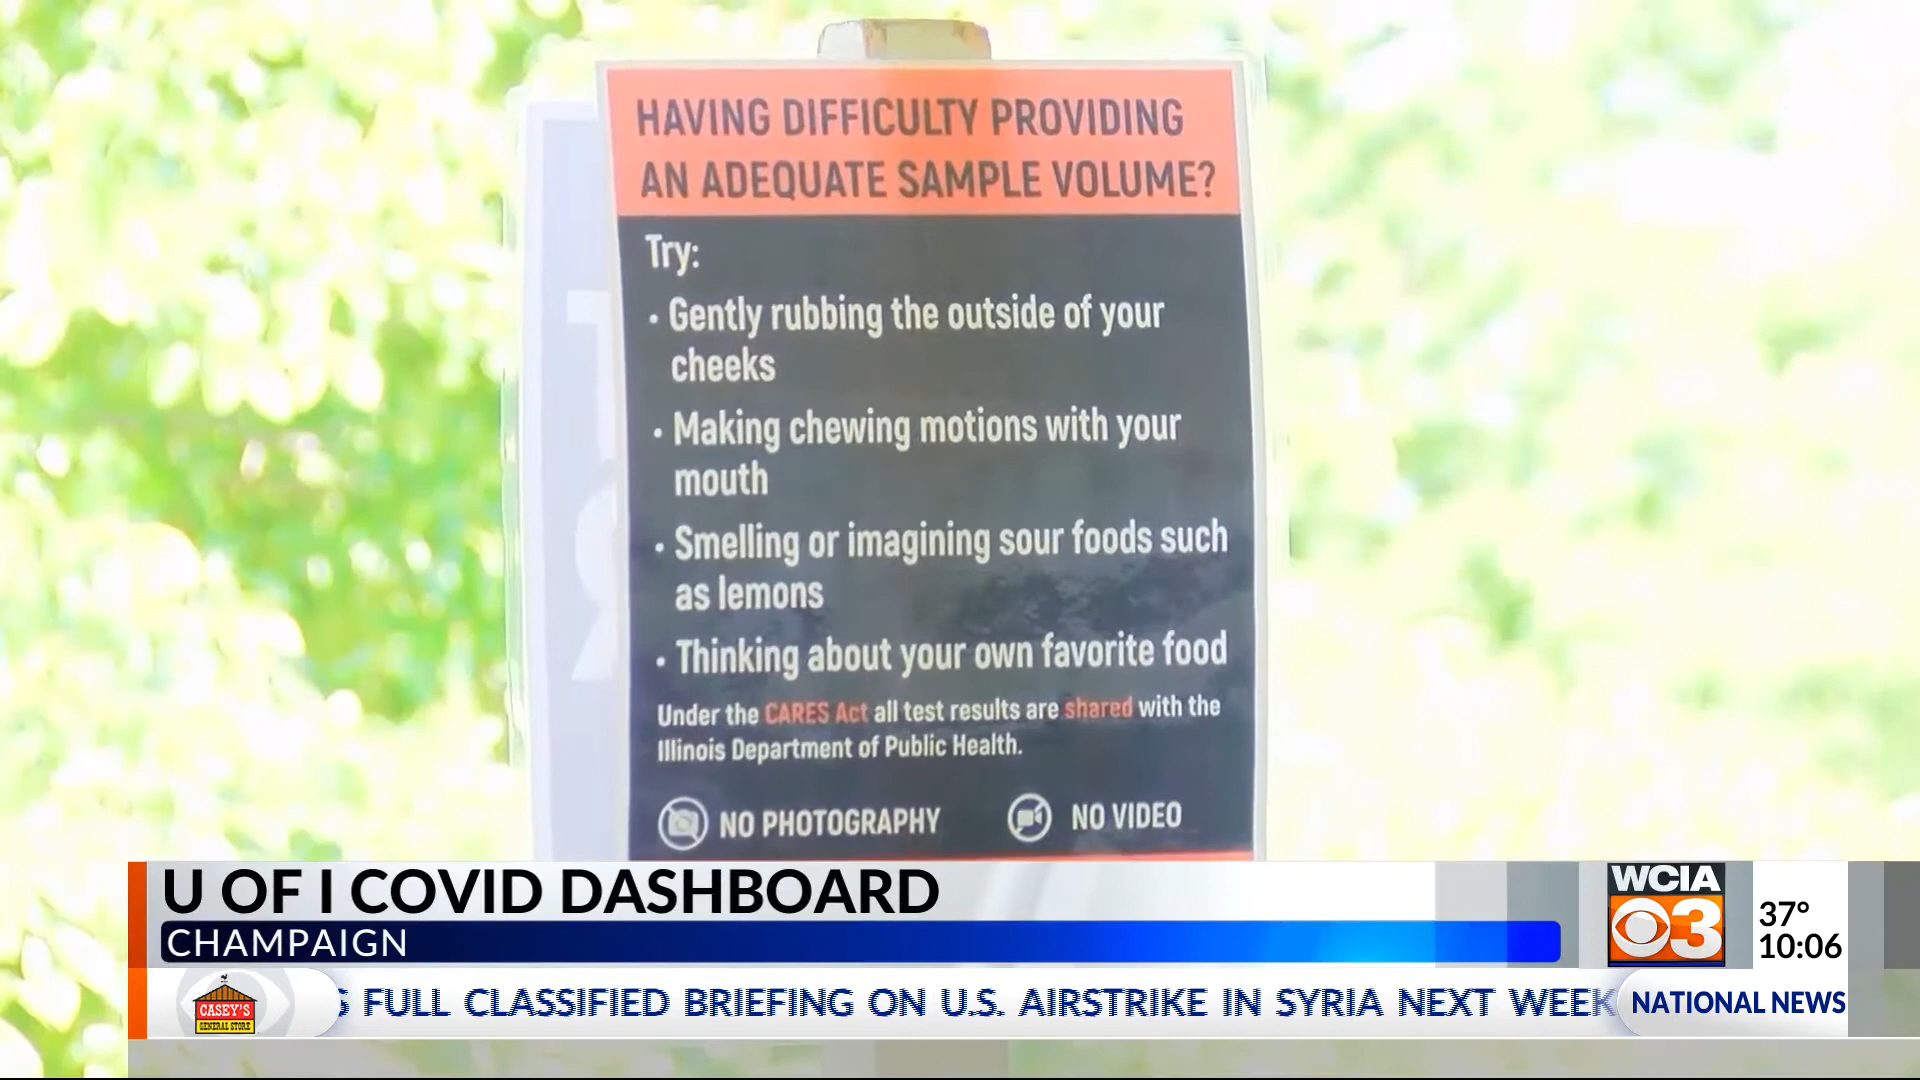 HAVING DIFFICULTY PROVIDING
AN ADEQUATE SAMPLE VOLUME?
Try:
• Gently rubbing the outside of your
cheeks
• Making chewing motions with your
mouth
• Smelling or imagining sour foods such
as lemons
• Thinking about your own favorite food
Under the CARES Act all test results are shared with the
Illinois Department of Public Health.
NO PHOTOGRAPHY NO VIDEO
U OF I COVID DASHBOARD
CHAMPAIGN
WCIA
3
37°
10:06
CASEY'S
GENERAL STORE
FULL CLASSIFIED BRIEFING ON U.S. AIRSTRIKE IN SYRIA NEXT WEEK
NATIONAL NEWS